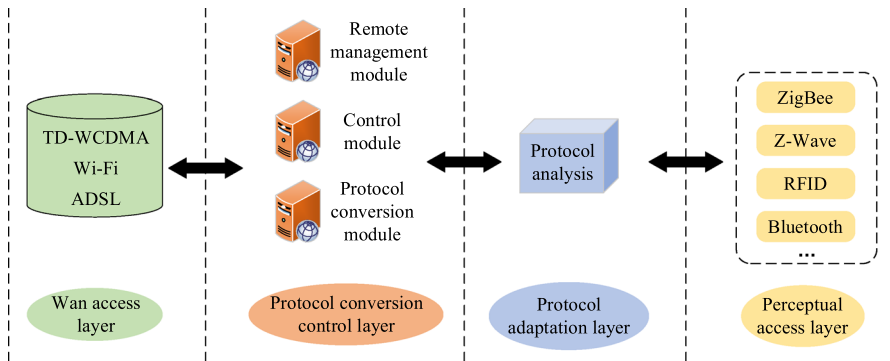 TD-WCDMA
Wi-Fi
ADSL
Wan access
layer
Remote
management
module
Control
module
Protocol
conversion
module
Protocol conversion
control layer
Protocol
analysis
Protocol
adaptation layer
ZigBee
Z-Wave
RFID
Bluetooth
...
Perceptual
access layer